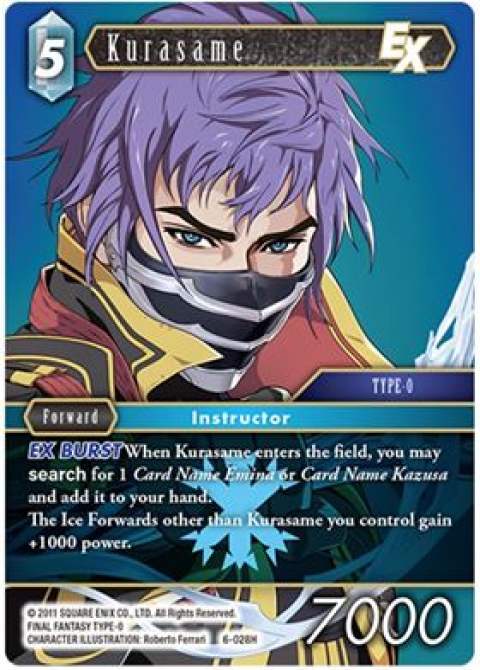 5
Kurasame
EX
TYPE-0
Forward
Instructor
EX BURST When Kurasame enters the field, you may
search for 1 Card Name Emina or Card Name Kazusa
and add it to your hand.
The Ice Forwards other than Kurasame you control gain
+1000 power.
© 2011 SQUARE ENIX CO., LTD. All Rights Reserved.
FINAL FANTASY TYPE-0
CHARACTER ILLUSTRATION: Roberto Ferrari
6-028H
7000